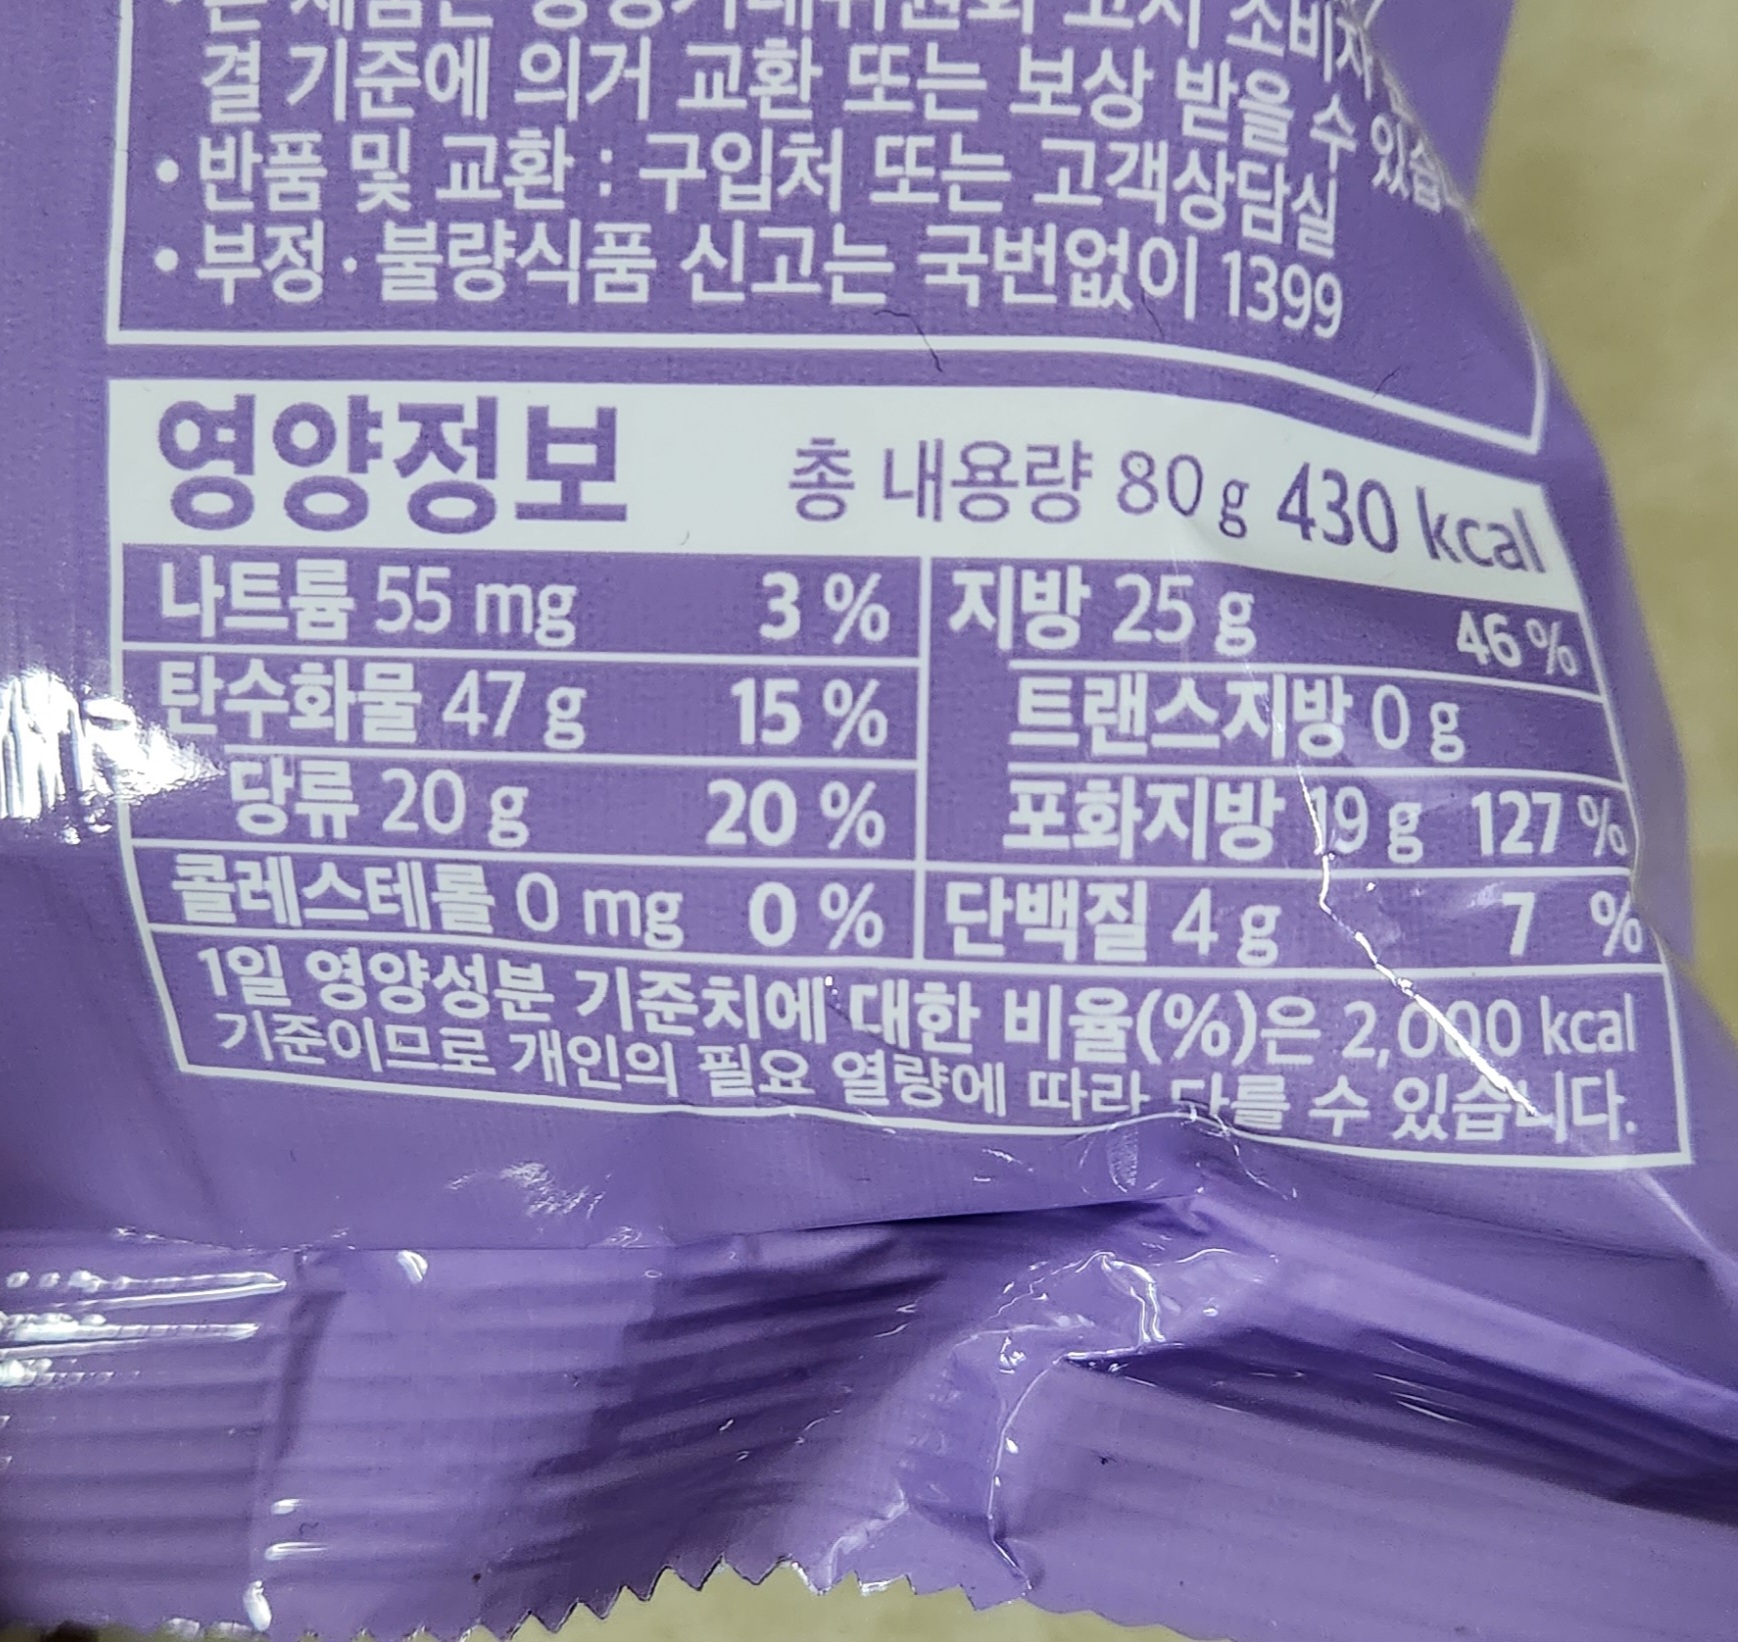 고시 소비자
결 기준에 의거 교환 또는 보상 받을 수 있습
• 반품 및 교환 : 구입처 또는 고객상담실
• 부정 · 불량식품 신고는 국번없이 1399
영양정보 총 내용량 80 g 430 kcal
나트륨 55 mg 3 % 지방 25 g 46 %
탄수화물 47 g 15 % 트랜스지방 0 g
당류 20 g 20 % 포화지방 19 g 127 %
콜레스테롤 0 mg 0 % 단백질 4 g 7 %
1일 영양성분 기준치에 대한 비율(%)은 2,000 kcal
기준이므로 개인의 필요 열량에 따라 다를 수 있습니다.